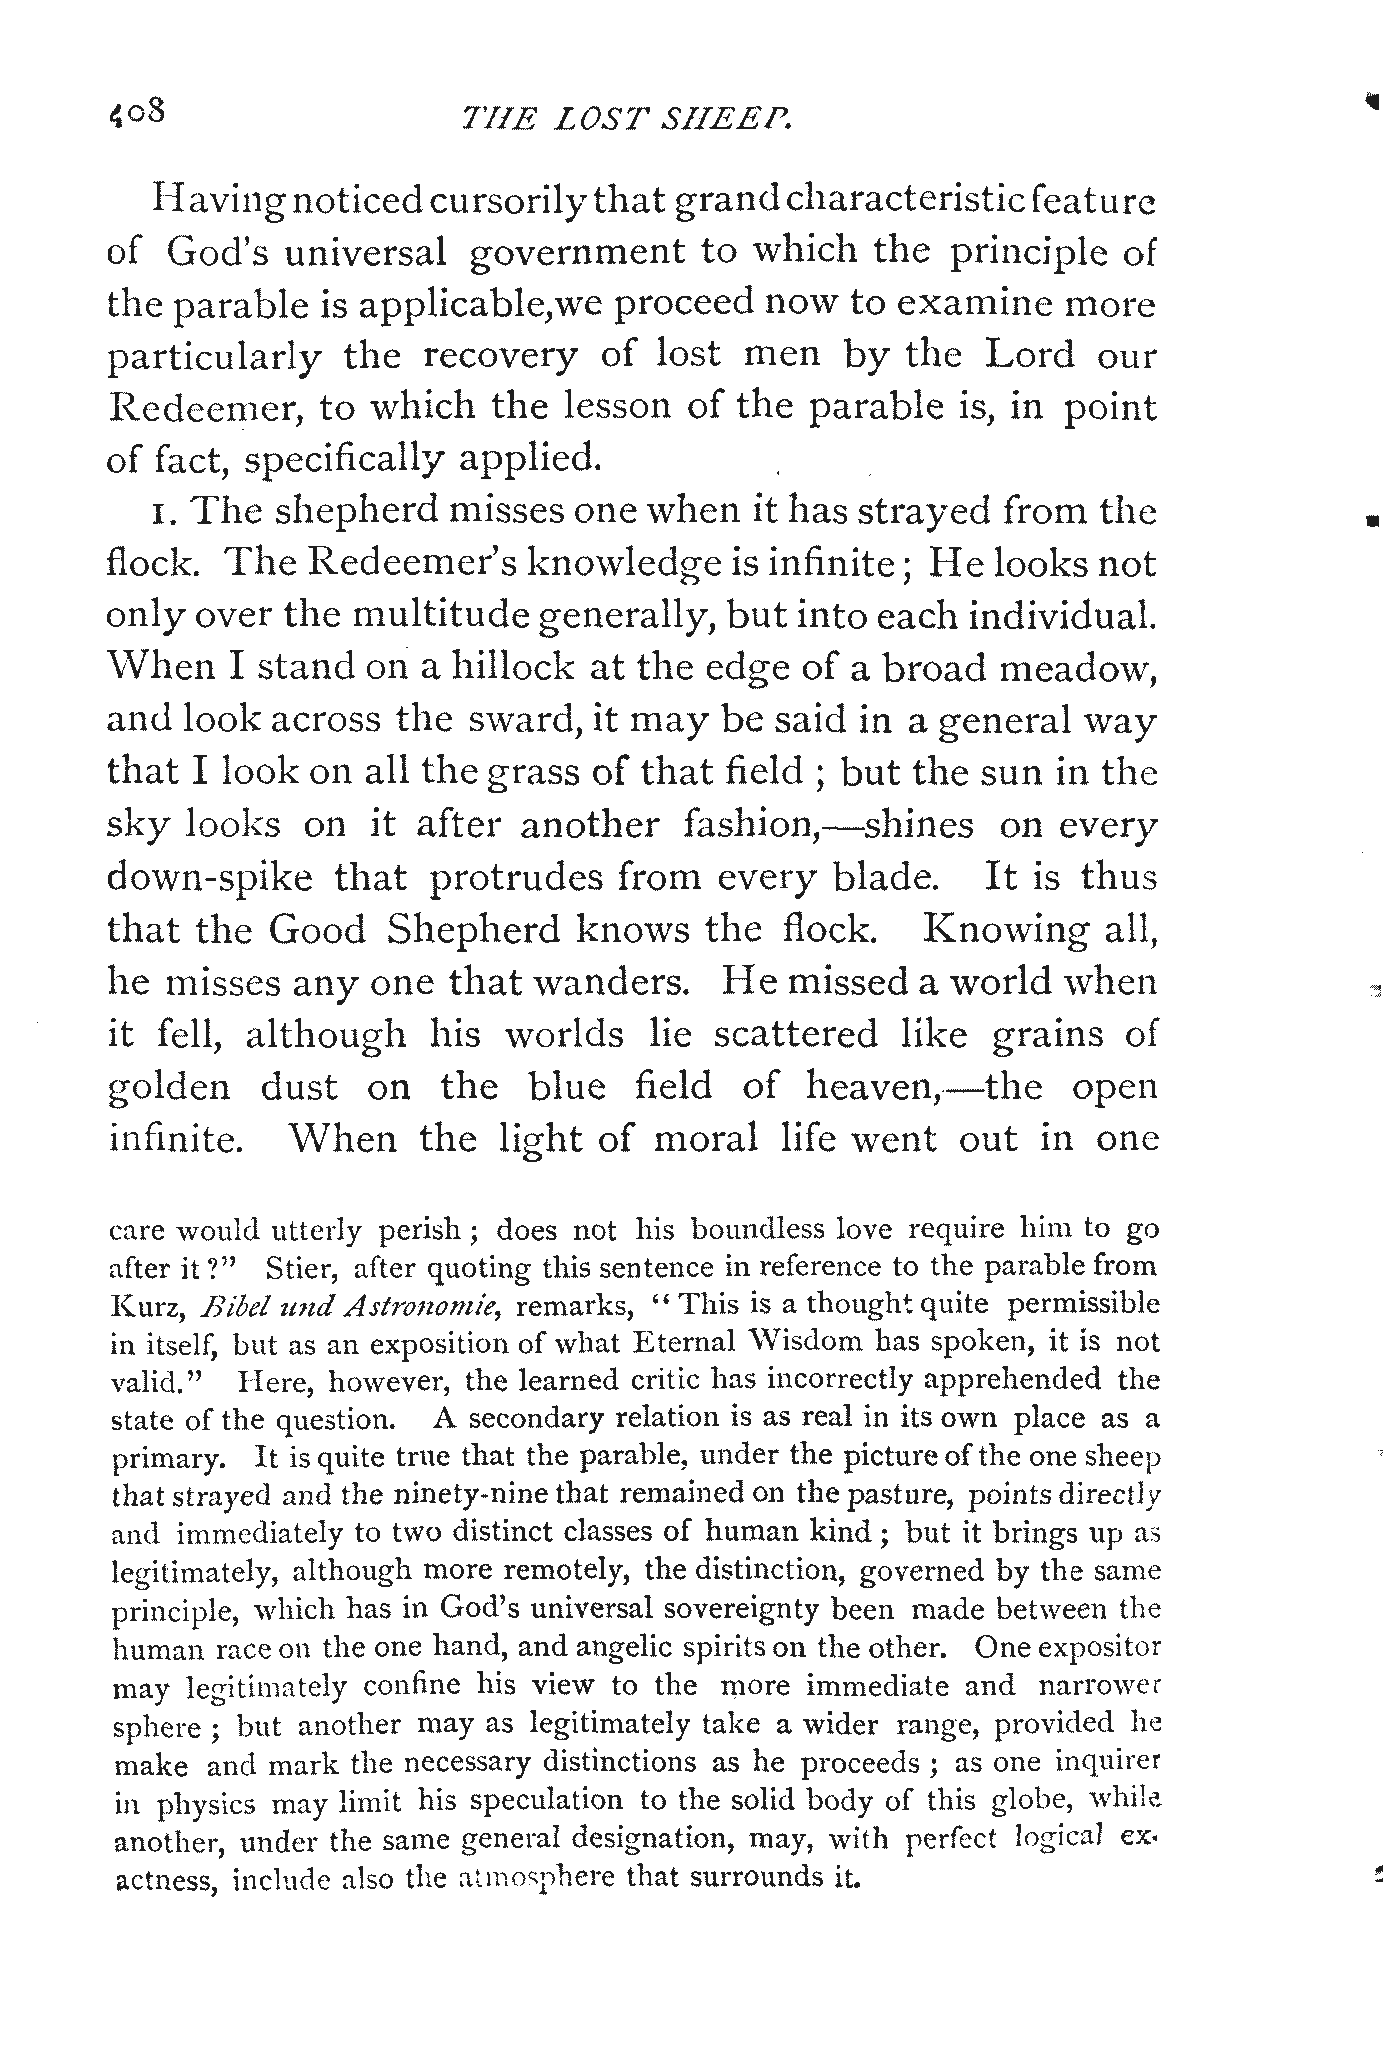 408 THE LOST SHEEP.
Having noticed cursorily that grand characteristic feature
of God's universal government to which the principle of
the parable is applicable,we proceed now to examine more
particularly the recovery of lost men by the Lord our
Redeemer, to which the lesson of the parable is, in point
of fact, specifically applied.
1. The shepherd misses one when it has strayed from the
flock. The Redeemer's knowledge is infinite; He looks not
only over the multitude generally, but into each individual.
When I stand on a hillock at the edge of a broad meadow,
and look across the sward, it may be said in a general way
that I look on all the grass of that field ; but the sun in the
sky looks on it after another fashion,—shines on every
down-spike that protrudes from every blade. It is thus
that the Good Shepherd knows the flock. Knowing all,
he misses any one that wanders. He missed a world when
it fell, although his worlds lie scattered like grains of
golden dust on the blue field of heaven,—the open
infinite. When the light of moral life went out in one
care would utterly perish ; does not his boundless love require him to go
after it ?" Stier, after quoting this sentence in reference to the parable from
Kurz, Bibel und Astronomie, remarks, "This is a thought quite permissible
in itself, but as an exposition of what Eternal Wisdom has spoken, it is not
valid." Here, however, the learned critic has incorrectly apprehended the
state of the question. A secondary relation is as real in its own place as a
primary. It is quite true that the parable, under the picture of the one sheep
that strayed and the ninety-nine that remained on the pasture, points directly
and immediately to two distinct classes of human kind ; but it brings up as
legitimately, although more remotely, the distinction, governed by the same
principle, which has in God's universal sovereignty been made between the
human race on the one hand, and angelic spirits on the other. One expositor
may legitimately confine his view to the more immediate and narrower
sphere ; but another may as legitimately take a wider range, provided he
make and mark the necessary distinctions as he proceeds ; as one inquirer
in physics may limit his speculation to the solid body of this globe, while
another, under the same general designation, may, with perfect logical ex-
actness, include also the atmosphere that surrounds it.